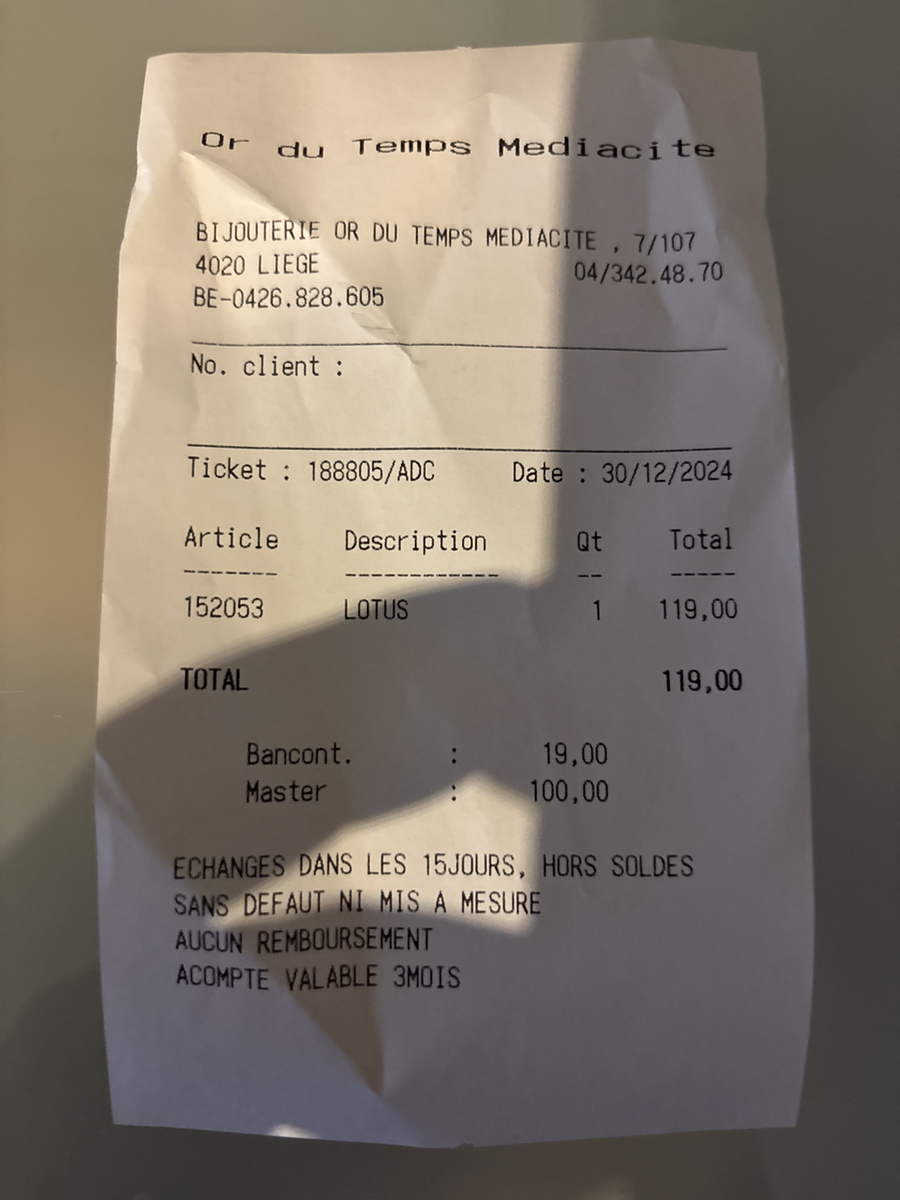 Or du Temps Mediacite
BIJOUTERIE OR DU TEMPS MEDIACITE , 7/107
4020 LIEGE 04/342.48.70
BE-0426.828.605
No. client :
Ticket : 188805/ADC Date : 30/12/2024
Article Description Qt Total
------- ------------ -- -----
152053 LOTUS 1 119,00
TOTAL 119,00
Bancont. : 19,00
Master : 100,00
ECHANGES DANS LES 15JOURS, HORS SOLDES
SANS DEFAUT NI MIS A MESURE
AUCUN REMBOURSEMENT
ACOMPTE VALABLE 3MOIS